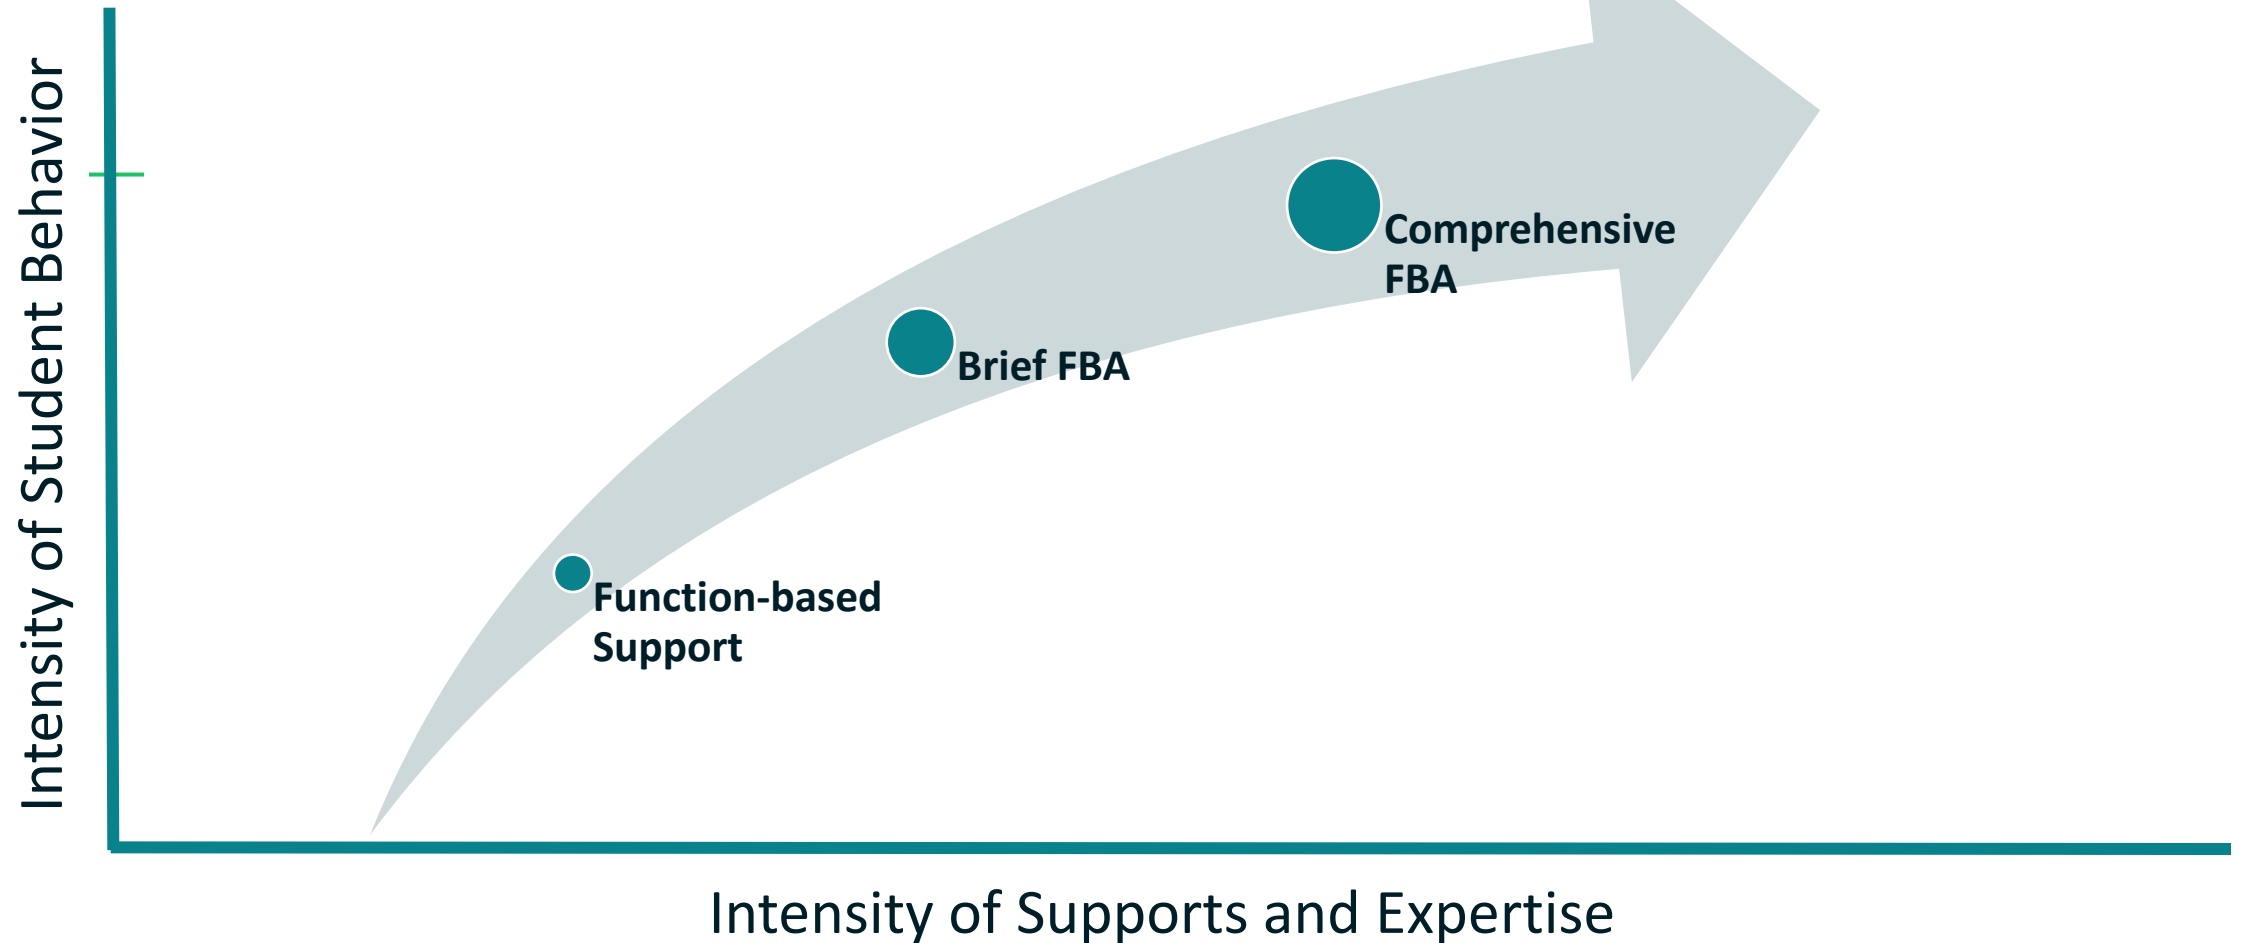 Intensity of Student Behavior
Comprehensive
FBA
Brief FBA
Function-based
Support
Intensity of Supports and Expertise